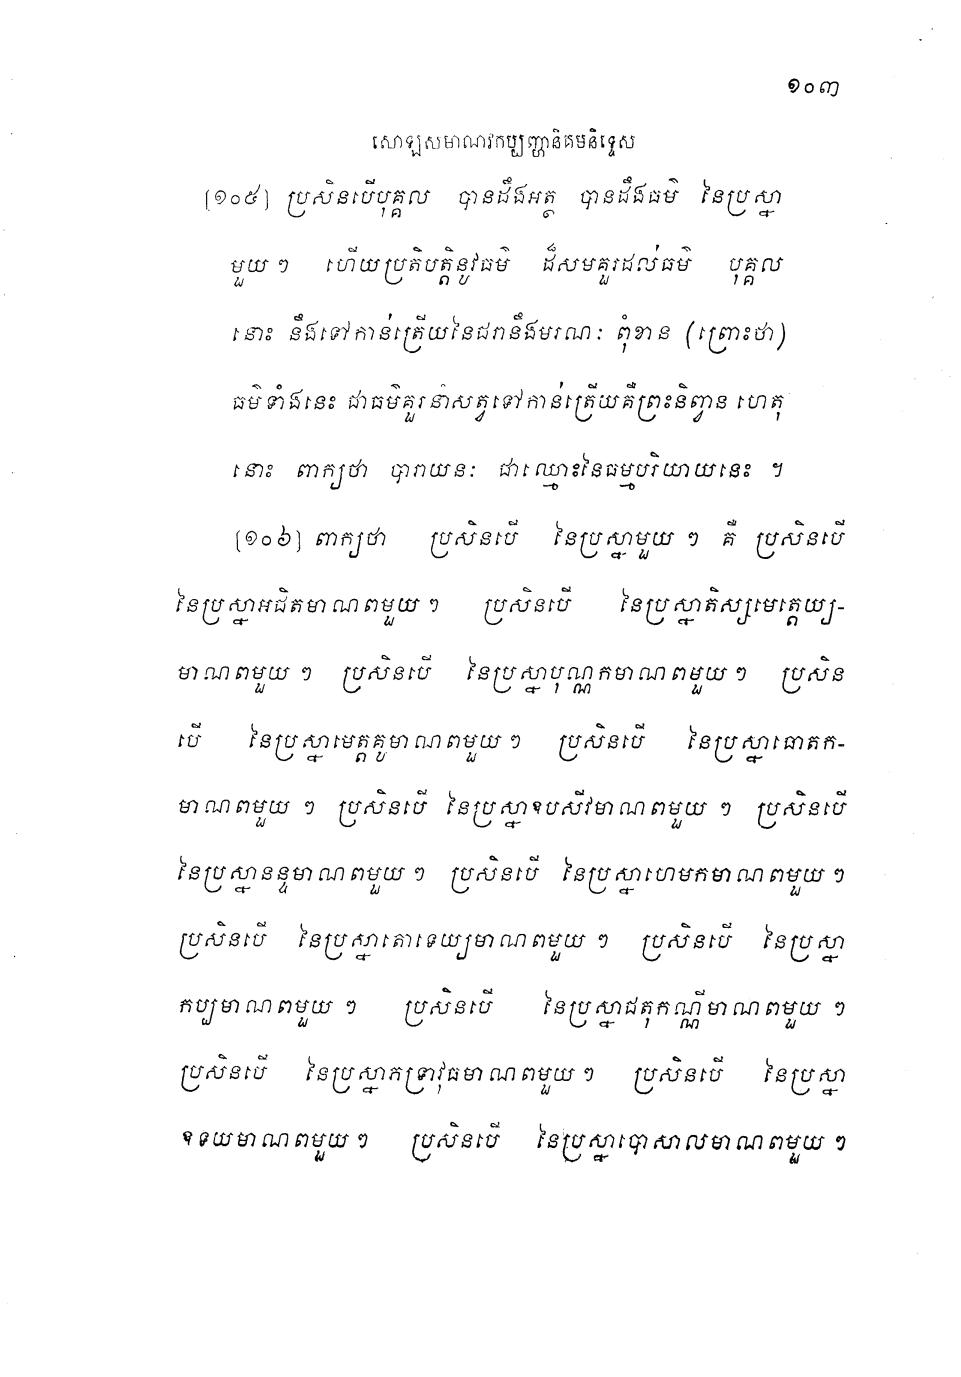 ១០៣
សោឡសមាណវកប្បញ្ហានិគមនិទ្ទេស
[១០៥] ប្រសិនបើបុគ្គល បានដឹងអត្ថ បានដឹងធម៌ នៃប្រស្នា
មួយ ៗ ហើយប្រតិបត្តិនូវធម៌ ដ៏សមគួរដល់ធម៌ បុគ្គល
នោះ នឹងទៅកាន់ត្រើយនៃជរានឹងមរណៈ ពុំខាន (ព្រោះថា)
ធម៌ទាំងនេះ ជាធម៌គួរនាំសត្វទៅកាន់ត្រើយគឺព្រះនិព្វាន ហេតុ
នោះ ពាក្យថា បារាយនៈ ជាឈ្មោះនៃធម្មបរិយាយនេះ ។
[១០៦] ពាក្យថា ប្រសិនបើ នៃប្រស្នាមួយ ៗ គឺ ប្រសិនបើ
នៃប្រស្នាអជិតមាណពមួយ ៗ ប្រសិនបើ នៃប្រស្នាតិស្សមេត្តេយ្យ-
មាណពមួយ ៗ ប្រសិនបើ នៃប្រស្នាបុណ្ណកមាណពមួយ ៗ ប្រសិន
បើ នៃប្រស្នាមេត្តគូមាណពមួយ ៗ ប្រសិនបើ នៃប្រស្នាធោតក-
មាណពមួយ ៗ ប្រសិនបើ នៃប្រស្នាឧបសីវមាណពមួយ ៗ ប្រសិនបើ
នៃប្រស្នានន្ទមាណពមួយ ៗ ប្រសិនបើ នៃប្រស្នាហេមកមាណពមួយ ៗ
ប្រសិនបើ នៃប្រស្នាតោទេយ្យមាណពមួយ ៗ ប្រសិនបើ នៃប្រស្នា
កប្បមាណពមួយ ៗ ប្រសិនបើ នៃប្រស្នាជតុកណ្ណីមាណពមួយ ៗ
ប្រសិនបើ នៃប្រស្នាភទ្រាវុធមាណពមួយ ៗ ប្រសិនបើ នៃប្រស្នា
ឧទយមាណពមួយ ៗ ប្រសិនបើ នៃប្រស្នាបោសាលមាណពមួយ ៗ